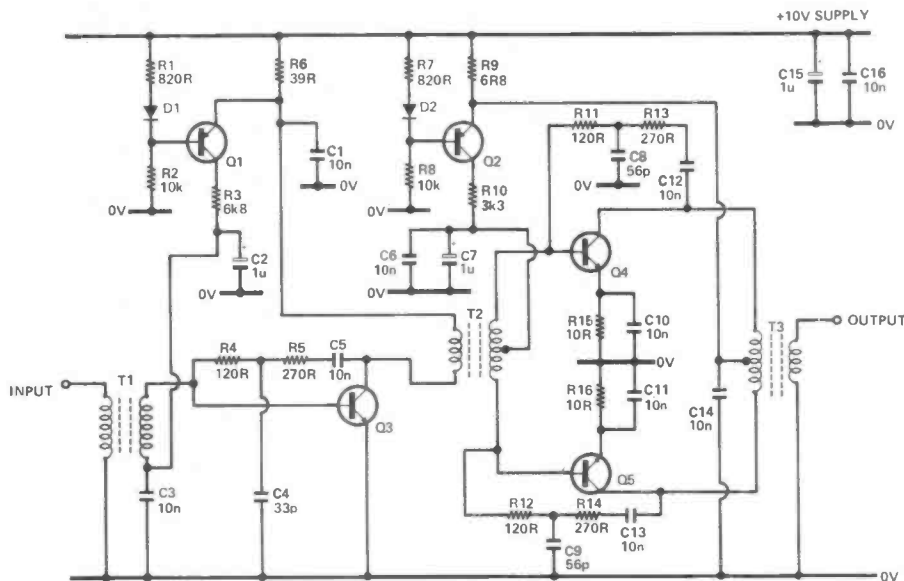 +10V SUPPLY
R1
820R
R6
39R
R7
820R
R9
6R8
C15
1u
C16
10n
D1
D2
R11
120R
R13
270R
0V
Q1
C1
10n
Q2
C8
56p
R2
10k
R8
10k
C12
10n
R3
6k8
0V
R10
3k3
0V
0V
0V
C2
1u
C6
10n
C7
1u
Q4
0V
0V
T2
R15
10R
C10
10n
T3
OUTPUT
R4
120R
R5
270R
C5
10n
0V
INPUT
T1
R16
10R
C11
10n
C14
10n
Q3
Q5
C3
10n
C4
33p
R12
120R
R14
270R
C13
10n
C9
56p
0V